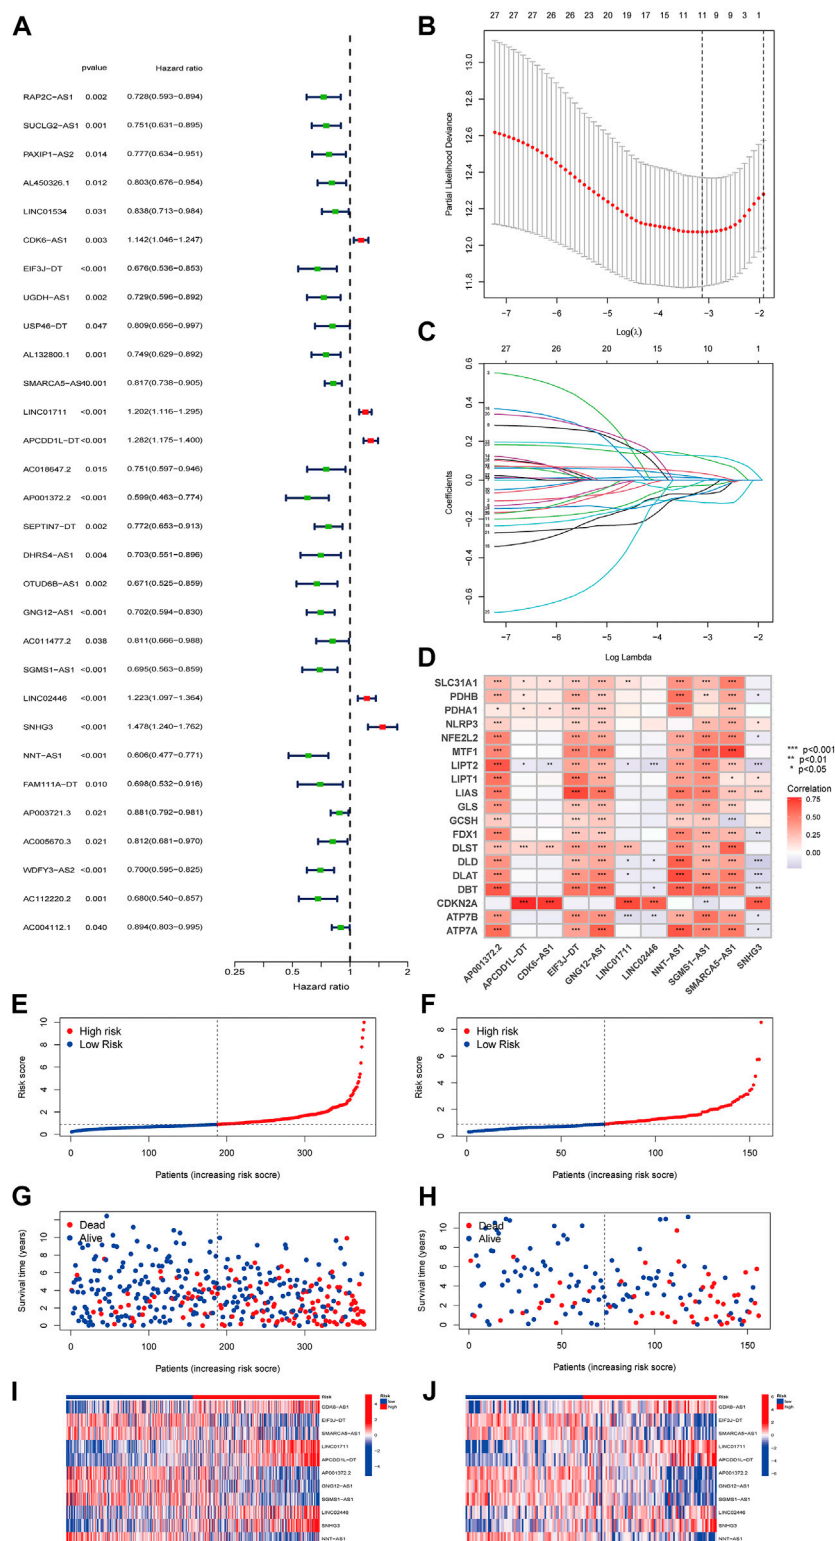 A
pvalue Hazard ratio
RAP2C−AS1 0.002 0.728(0.593−0.894)
SUCLG2−AS1 0.001 0.751(0.631−0.895)
PAXIP1−AS2 0.014 0.777(0.634−0.951)
AL450326.1 0.012 0.803(0.676−0.954)
LINC01534 0.031 0.838(0.713−0.984)
CDK6−AS1 0.003 1.142(1.046−1.247)
EIF3J−DT <0.001 0.676(0.536−0.853)
UGDH−AS1 0.002 0.729(0.596−0.892)
USP46−DT 0.047 0.809(0.656−0.997)
AL132800.1 0.001 0.749(0.629−0.892)
SMARCA5−AS1 <0.001 0.817(0.738−0.905)
LINC01711 <0.001 1.202(1.116−1.295)
APCDD1L−DT <0.001 1.282(1.175−1.400)
AC018647.2 0.015 0.751(0.597−0.946)
AP001372.2 <0.001 0.599(0.463−0.774)
SEPTIN7−DT 0.002 0.772(0.653−0.913)
DHRS4−AS1 0.004 0.703(0.551−0.896)
OTUD6B−AS1 0.002 0.671(0.525−0.859)
GNG12−AS1 <0.001 0.702(0.594−0.830)
AC011477.2 0.038 0.811(0.666−0.988)
SGMS1−AS1 <0.001 0.695(0.563−0.859)
LINC02446 <0.001 1.223(1.097−1.364)
SNHG3 <0.001 1.478(1.240−1.762)
NNT−AS1 <0.001 0.606(0.477−0.771)
FAM111A−DT 0.010 0.698(0.532−0.916)
AP003721.3 0.021 0.881(0.792−0.981)
AC005670.3 0.021 0.812(0.681−0.970)
WDFY3−AS2 <0.001 0.700(0.595−0.825)
AC112220.2 0.001 0.680(0.540−0.857)
AC004112.1 0.040 0.894(0.803−0.995)
0.25 0.5 1 2
Hazard ratio
B
27 27 27 26 26 23 20 19 17 15 11 11 9 9 3 1
13.0
12.8
12.6
12.4
12.2
12.0
11.8
Partial Likelihood Deviance
−7 −6 −5 −4 −3 −2
Log(λ)
C
27 26 20 15 10 1
0.6
0.4
0.2
0.0
−0.2
−0.4
−0.6
Coefficients
−7 −6 −5 −4 −3 −2
Log Lambda
D
SLC31A1
PDHB
PDHA1
NLRP3
NFE2L2
MTF1
LIPT2
LIPT1
LIAS
GLS
GCSH
FDX1
DLST
DLD
DLAT
DBT
CDKN2A
ATP7B
ATP7A
AP001372.2
APCDD1L−DT
CDK6−AS1
EIF3J−DT
GNG12−AS1
LINC01711
LINC02446
NNT−AS1
SGMS1−AS1
SMARCA5−AS1
SNHG3
*** p<0.001
** p<0.01
* p<0.05
Correlation
0.75
0.50
0.25
0.00
E
10
8
6
4
2
0
Risk score
High risk
Low Risk
0 100 200 300
Patients (increasing risk socre)
F
8
6
4
2
0
Risk score
High risk
Low Risk
0 50 100 150
Patients (increasing risk socre)
G
12
10
8
6
4
2
0
Survival time (years)
Dead
Alive
0 100 200 300
Patients (increasing risk socre)
H
10
8
6
4
2
0
Survival time (years)
Dead
Alive
0 50 100 150
Patients (increasing risk socre)
I
Risk
CDK6−AS1
EIF3J−DT
SMARCA5−AS1
LINC01711
APCDD1L−DT
AP001372.2
GNG12−AS1
SGMS1−AS1
LINC02446
SNHG3
NNT−AS1
4
2
0
−2
−4
Risk
low
high
J
Risk
CDK6−AS1
EIF3J−DT
SMARCA5−AS1
LINC01711
APCDD1L−DT
AP001372.2
GNG12−AS1
SGMS1−AS1
LINC02446
SNHG3
NNT−AS1
6
4
2
0
−2
−4
−6
Risk
low
high